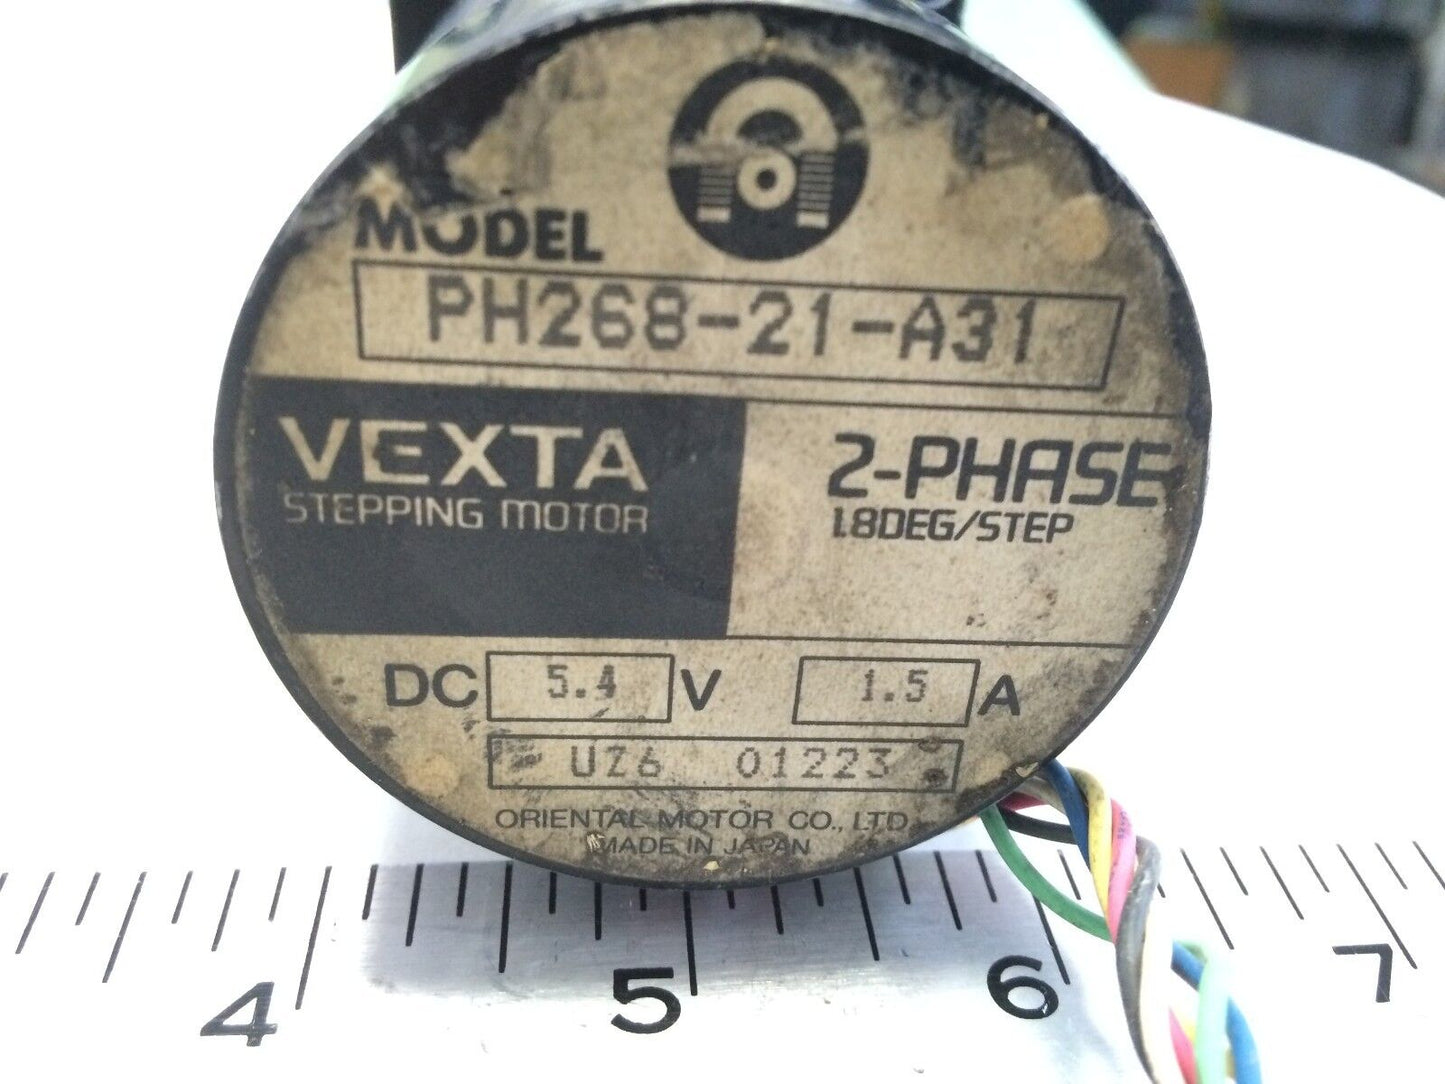 MODEL
PH268-21-A31
VEXTA
STEPPING MOTOR
2-PHASE
1.8DEG/STEP
DC 5.4 V 1.5 A
UZ6 01223
ORIENTAL MOTOR CO., LTD.
MADE IN JAPAN
4 5 6 7